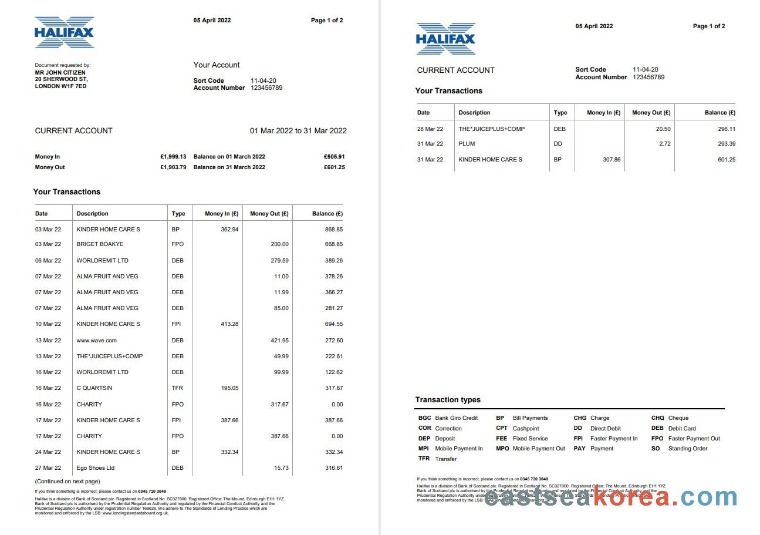 HALIFAX
05 April 2022 Page 1 of 2
Document requested by:
MR JOHN CITIZEN
20 SHERWOOD ST,
LONDON W1F 7ED
Your Account
Sort Code 11-04-20
Account Number 123456789
CURRENT ACCOUNT 01 Mar 2022 to 31 Mar 2022
Money In £1,999.13 Balance on 01 March 2022
Money Out £1,903.79 Balance on 31 March 2022 £601.25
Your Transactions
Date Description Type Money In (£) Money Out (£) Balance (£)
03 Mar 22 KINDER HOME CARE S BP 362.94 868.85
03 Mar 22 BRIGET BOAKYE FPO 200.00 668.85
06 Mar 22 WORLDREMIT LTD DEB 279.59 389.26
07 Mar 22 ALMA FRUIT AND VEG DEB 11.00 378.26
07 Mar 22 ALMA FRUIT AND VEG DEB 11.99 366.27
07 Mar 22 ALMA FRUIT AND VEG DEB 85.00 281.27
10 Mar 22 KINDER HOME CARE S FPI 413.28 694.55
13 Mar 22 www.wave.com DEB 421.95 272.60
13 Mar 22 THE*JUICEPLUS+COMP DEB 49.99 222.61
16 Mar 22 WORLDREMIT LTD DEB 99.99 122.62
16 Mar 22 C QUARTSIN TFR 195.05 317.67
16 Mar 22 CHARITY FPO 317.67 0.00
17 Mar 22 KINDER HOME CARE S FPI 387.66 387.66
17 Mar 22 CHARITY FPO 387.66 0.00
24 Mar 22 KINDER HOME CARE S BP 332.34 332.34
27 Mar 22 Ego Shoes Ltd DEB 15.73 316.61
(Continued on next page)
If you think something is incorrect, please contact us on 0345 720 3040
Halifax is a division of Bank of Scotland plc. Registered in Scotland No. SC327000. Registered Office: The Mound, Edinburgh EH1 1YZ.
Bank of Scotland plc is authorised by the Prudential Regulation Authority and regulated by the Financial Conduct Authority and the
Prudential Regulation Authority under registration number 169628. We adhere to The Standards of Lending Practice which are
monitored and enforced by the LSB: www.lendingstandardsboard.org.uk.
HALIFAX
05 April 2022 Page 1 of 2
CURRENT ACCOUNT
Sort Code 11-04-20
Account Number 123456789
Your Transactions
Date Description Type Money In (£) Money Out (£) Balance (£)
28 Mar 22 THE*JUICEPLUS+COMP DEB 20.50 296.11
31 Mar 22 PLUM DD 2.72 293.39
31 Mar 22 KINDER HOME CARE S BP 307.86 601.25
Transaction types
BGC Bank Giro Credit BP Bill Payments CHG Charge CHQ Cheque
COR Correction CPT Cashpoint DD Direct Debit DEB Debit Card
DEP Deposit FEE Fixed Service FPI Faster Payment In FPO Faster Payment Out
MPI Mobile Payment In MPO Mobile Payment Out PAY Payment SO Standing Order
TFR Transfer
If you think something is incorrect, please contact us on 0345 720 3040
Halifax is a division of Bank of Scotland plc. Registered in Scotland No. SC327000. Registered Office: The Mound, Edinburgh EH1 1YZ.
Bank of Scotland plc is authorised by the Prudential Regulation Authority and regulated by the Financial Conduct Authority and the
Prudential Regulation Authority under
monitored and enforced by the LSB:
eastseakorea.com